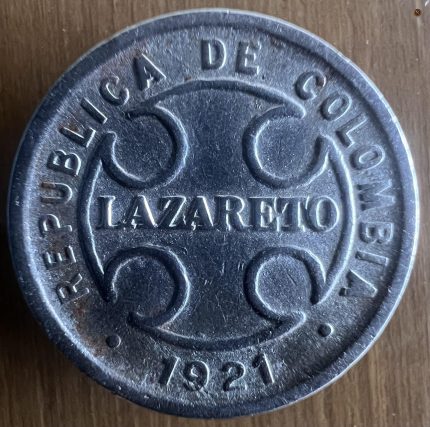 REPUBLICA DE COLOMBIA
LAZARETO
· 1921 ·